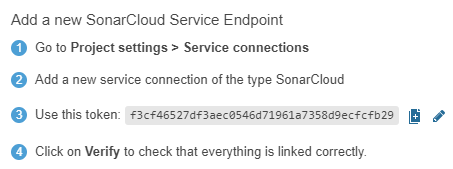 Add a new SonarCloud Service Endpoint
1 Go to Project settings > Service connections
2 Add a new service connection of the type SonarCloud
3 Use this token: f3cf46527df3aec0546d71961a7358d9ecfcfb29
4 Click on Verify to check that everything is linked correctly.